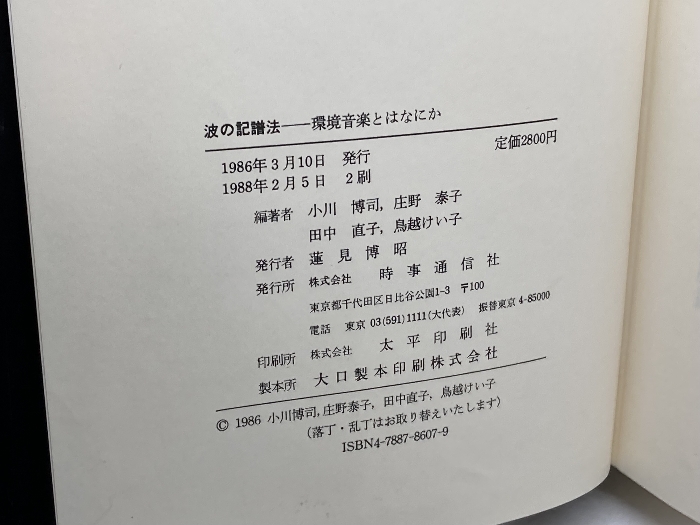 波の記譜法――環境音楽とはなにか
1986年3月10日 発行 定価2800円
1988年2月5日 2刷
編著者 小川 博司, 庄野 泰子
田中 直子, 鳥越けい子
発行者 蓮見博昭
発行所 株式会社 時事通信社
東京都千代田区日比谷公園1-3 〒100
電話 東京 03(591)1111(大代表) 振替東京 4-85000
印刷所 株式会社 太平印刷社
製本所 大口製本印刷株式会社
© 1986 小川博司, 庄野泰子, 田中直子, 鳥越けい子
(落丁・乱丁はお取り替えいたします)
ISBN4-7887-8607-9